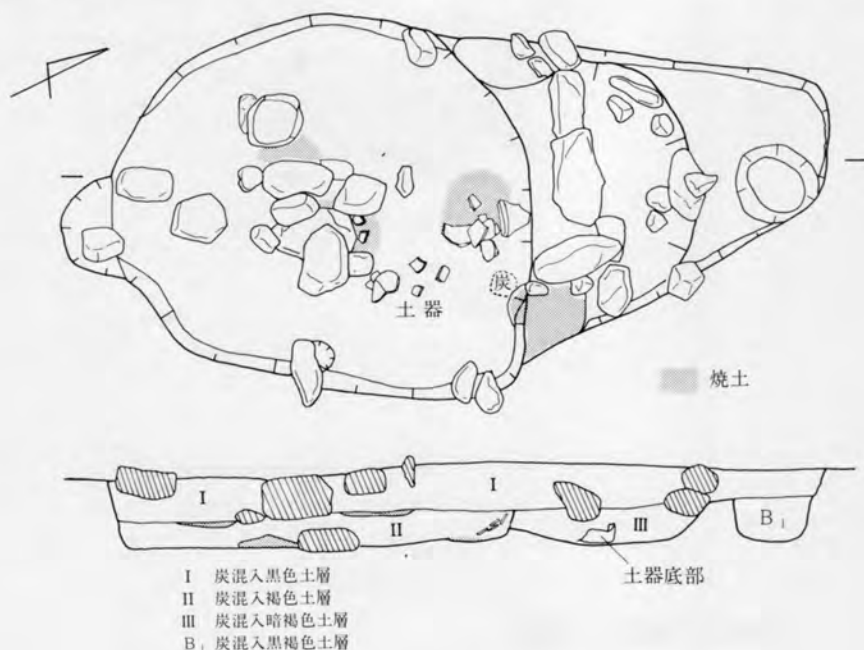 炭
土器
焼土
I
I
II
III
B₁
土器底部
I 炭混入黒色土層
II 炭混入褐色土層
III 炭混入暗褐色土層
B₁ 炭混入黒褐色土層